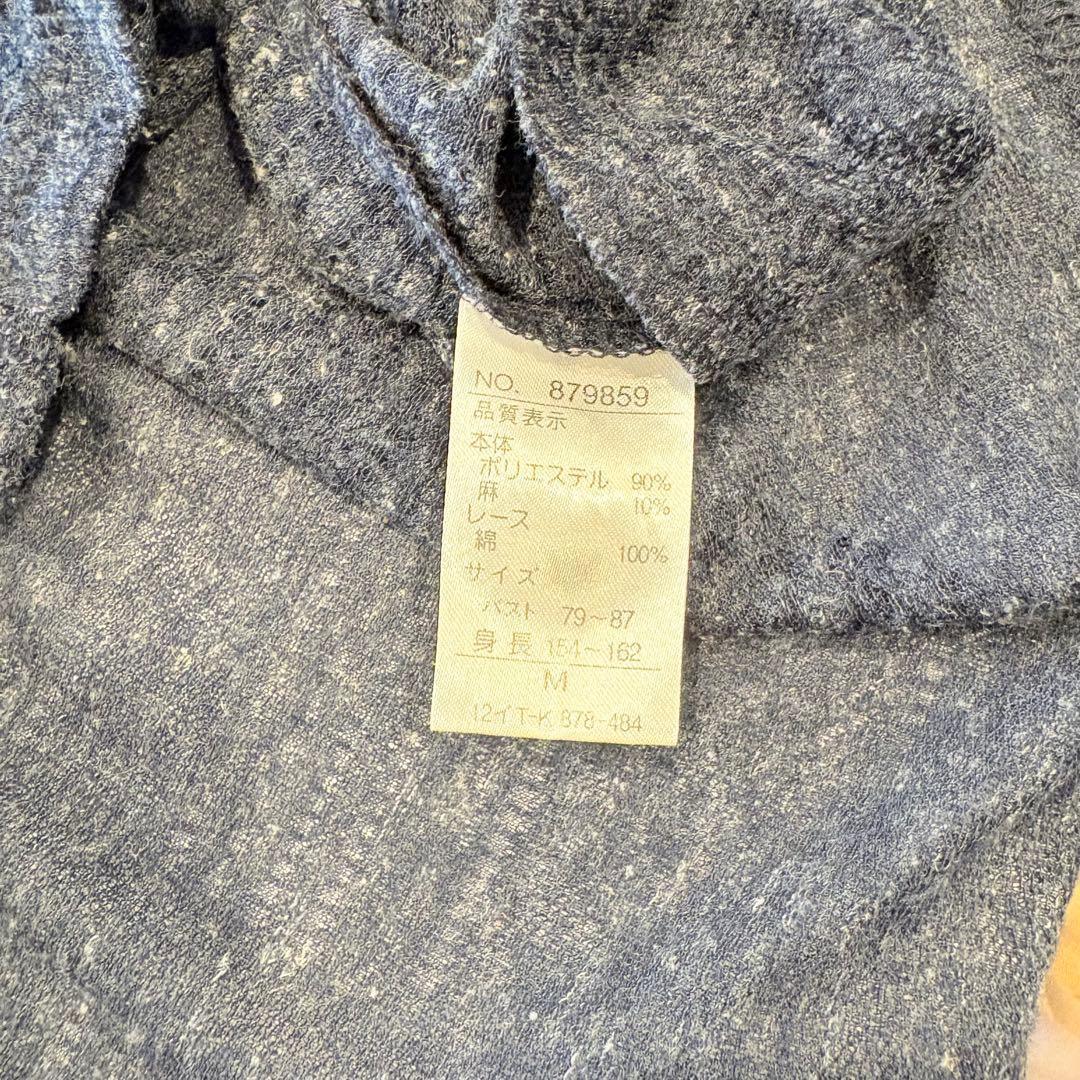 NO. 879859
品質表示
本体
ポリエステル 90%
麻 10%
レース
綿 100%
サイズ
バスト 79～87
身長 154～162
M
12イT-K 878-484